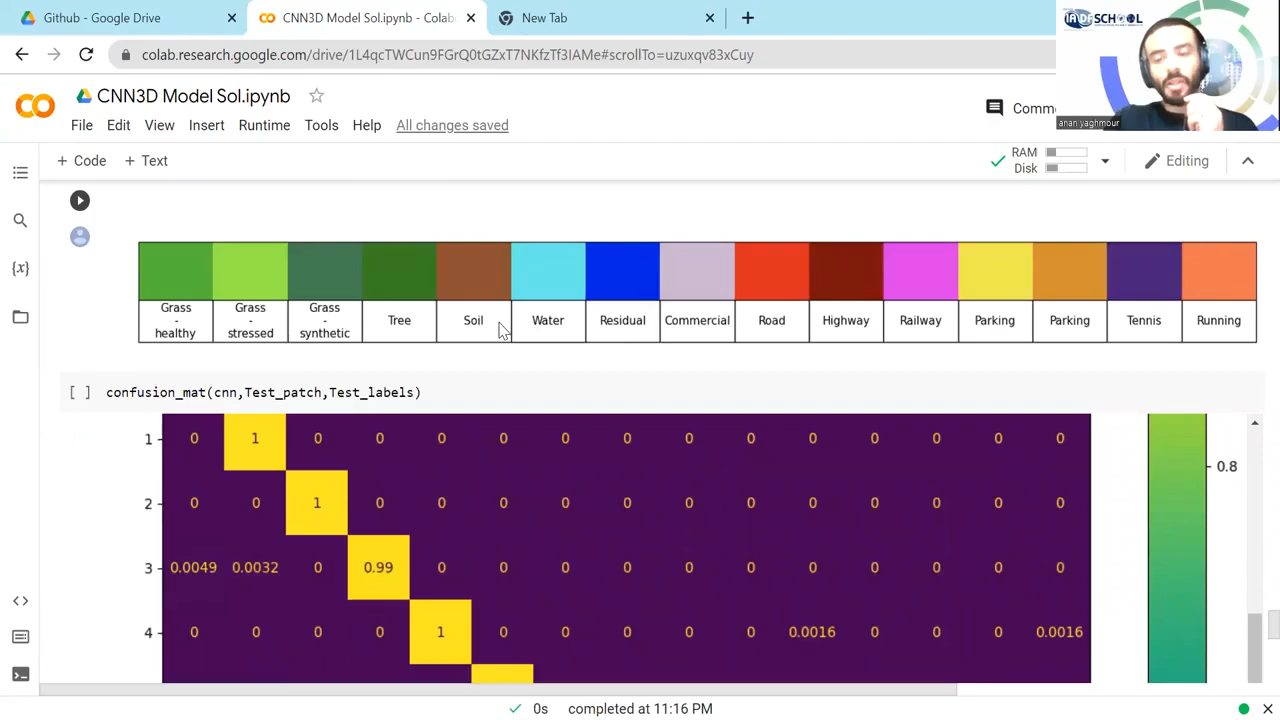 Github - Google Drive
CNN3D Model Sol.ipynb - Colab
New Tab
colab.research.google.com/drive/1L4qcTWCun9FGrQ0tGZxT7NKfzTf3IAMe#scrollTo=uzuxqv83xCuy
IADFSCHOOL
anan yaghmour
CNN3D Model Sol.ipynb
File Edit View Insert Runtime Tools Help All changes saved
Comme
+ Code + Text
RAM
Disk
Editing
{x}
Grass - healthy
Grass - stressed
Grass - synthetic
Tree
Soil
Water
Residual
Commercial
Road
Highway
Railway
Parking
Parking
Tennis
Running
[ ] confusion_mat(cnn,Test_patch,Test_labels)
1 0 1 0 0 0 0 0 0 0 0 0 0 0 0 0
0.8
2 0 0 1 0 0 0 0 0 0 0 0 0 0 0 0
3 0.0049 0.0032 0 0.99 0 0 0 0 0 0 0 0 0 0 0
4 0 0 0 0 1 0 0 0 0 0 0.0016 0 0 0 0.0016
0s completed at 11:16 PM